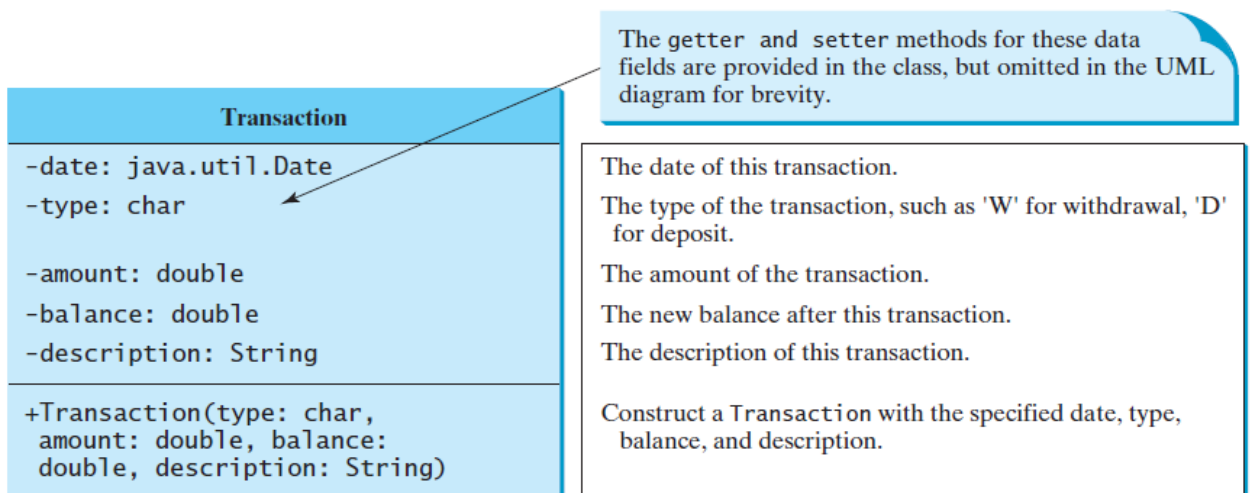 The getter and setter methods for these data
fields are provided in the class, but omitted in the UML
diagram for brevity.
Transaction
-date: java.util.Date
The date of this transaction.
-type: char
The type of the transaction, such as 'W' for withdrawal, 'D'
for deposit.
-amount: double
The amount of the transaction.
-balance: double
The new balance after this transaction.
-description: String
The description of this transaction.
+Transaction(type: char,
amount: double, balance:
double, description: String)
Construct a Transaction with the specified date, type,
balance, and description.